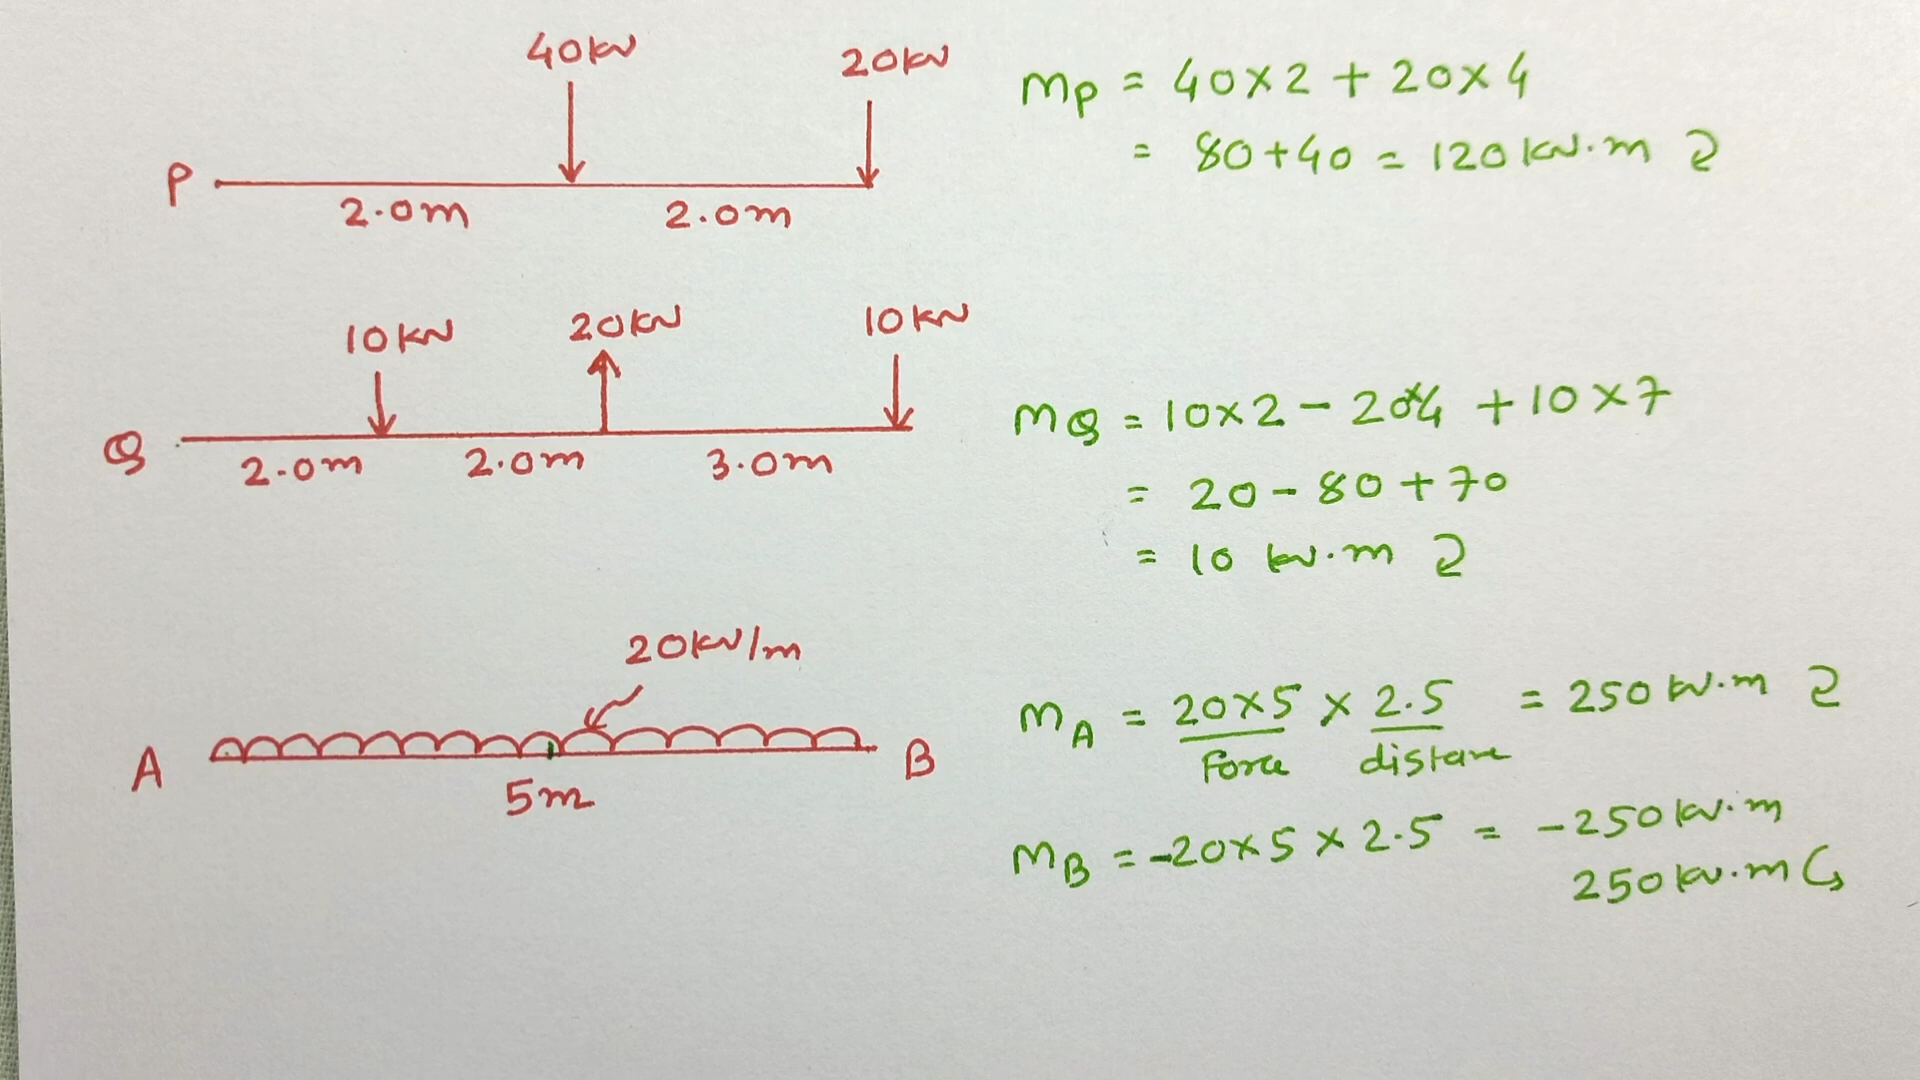 40kN 20kN
P
2.0m 2.0m
mP = 40×2 + 20×4
= 80+40 = 120 kN.m ↻
10kN 20kN 10kN
Q
2.0m 2.0m 3.0m
mQ = 10×2 - 20×4 + 10×7
= 20 - 80 + 70
= 10 kN.m ↻
20kN/m
A B
5m
mA = 20×5 × 2.5 = 250 kN.m ↻
Force distance
mB = -20×5 × 2.5 = -250 kN.m
250 kN.m ↺